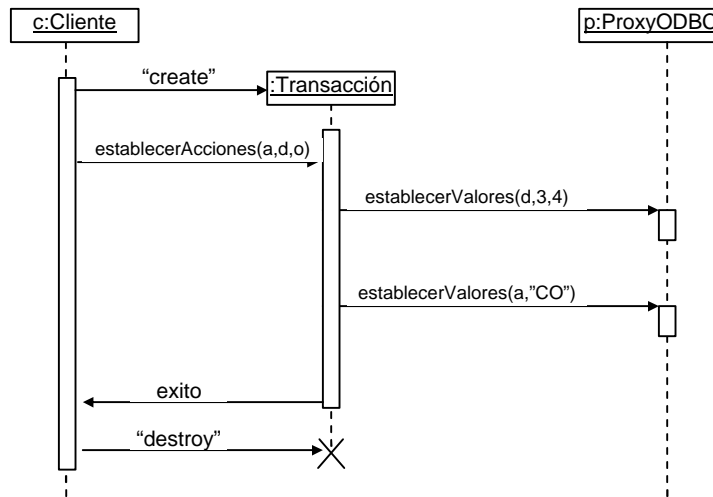 c:Cliente
p:ProxyODBC
“create”
:Transacción
establecerAcciones(a,d,o)
establecerValores(d,3,4)
establecerValores(a,”CO”)
exito
“destroy”